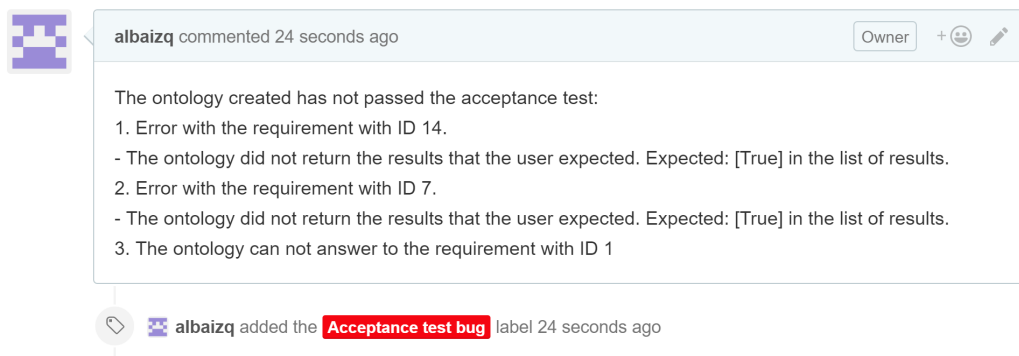 albaizq commented 24 seconds ago Owner +
The ontology created has not passed the acceptance test:
1. Error with the requirement with ID 14.
- The ontology did not return the results that the user expected. Expected: [True] in the list of results.
2. Error with the requirement with ID 7.
- The ontology did not return the results that the user expected. Expected: [True] in the list of results.
3. The ontology can not answer to the requirement with ID 1
albaizq added the Acceptance test bug label 24 seconds ago